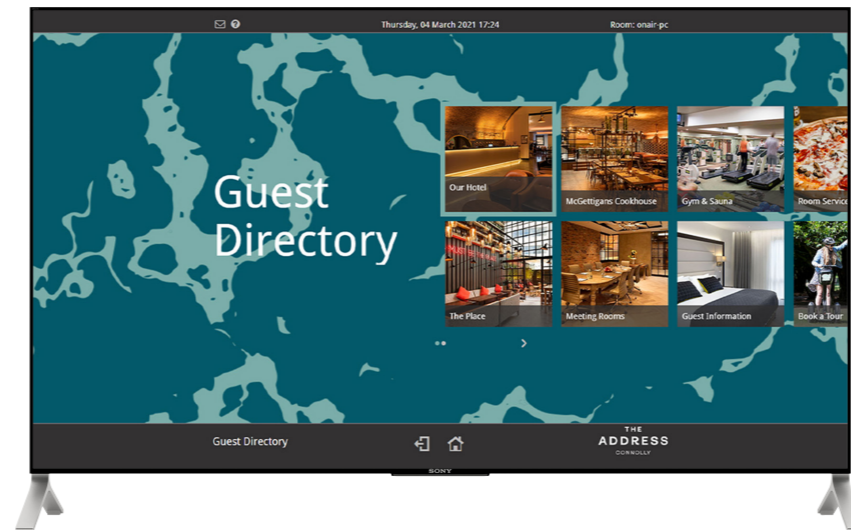 Thursday, 04 March 2021 17:24
Room: onair-pc
Guest
Directory
Our Hotel
McGettigans Cookhouse
Gym & Sauna
Room Service
The Place
Meeting Rooms
Guest Information
Book a Tour
Guest Directory
THE
ADDRESS
CONNOLLY
SONY